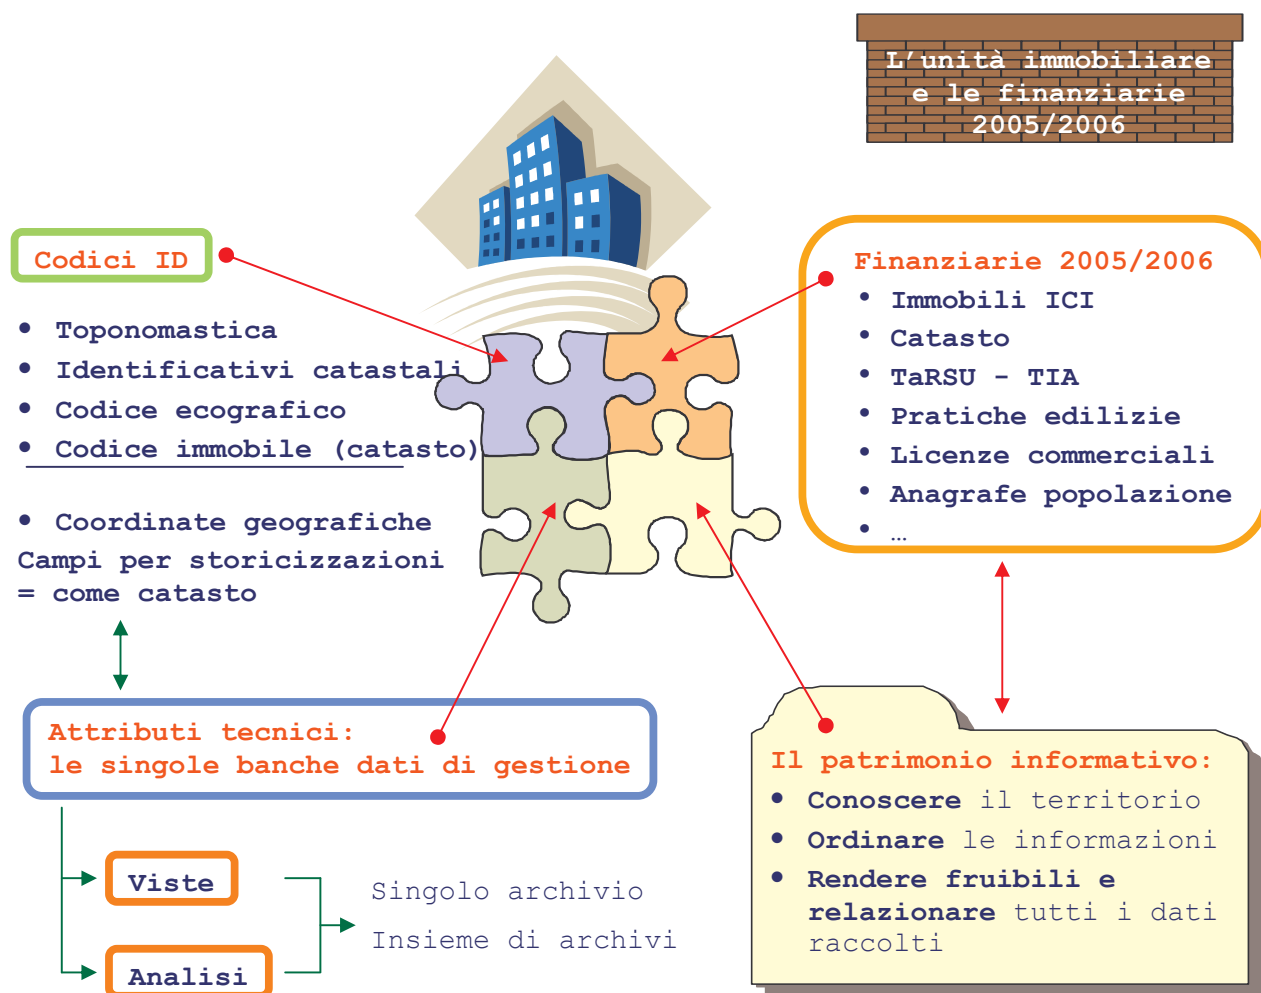 L'unità immobiliare
e le finanziarie
2005/2006
Codici ID
• Toponomastica
• Identificativi catastali
• Codice ecografico
• Codice immobile (catasto)
• Coordinate geografiche
Campi per storicizzazioni
= come catasto
Finanziarie 2005/2006
• Immobili ICI
• Catasto
• TaRSU - TIA
• Pratiche edilizie
• Licenze commerciali
• Anagrafe popolazione
• …
Attributi tecnici:
le singole banche dati di gestione
Viste
Analisi
Singolo archivio
Insieme di archivi
Il patrimonio informativo:
• Conoscere il territorio
• Ordinare le informazioni
• Rendere fruibili e
relazionare tutti i dati
raccolti